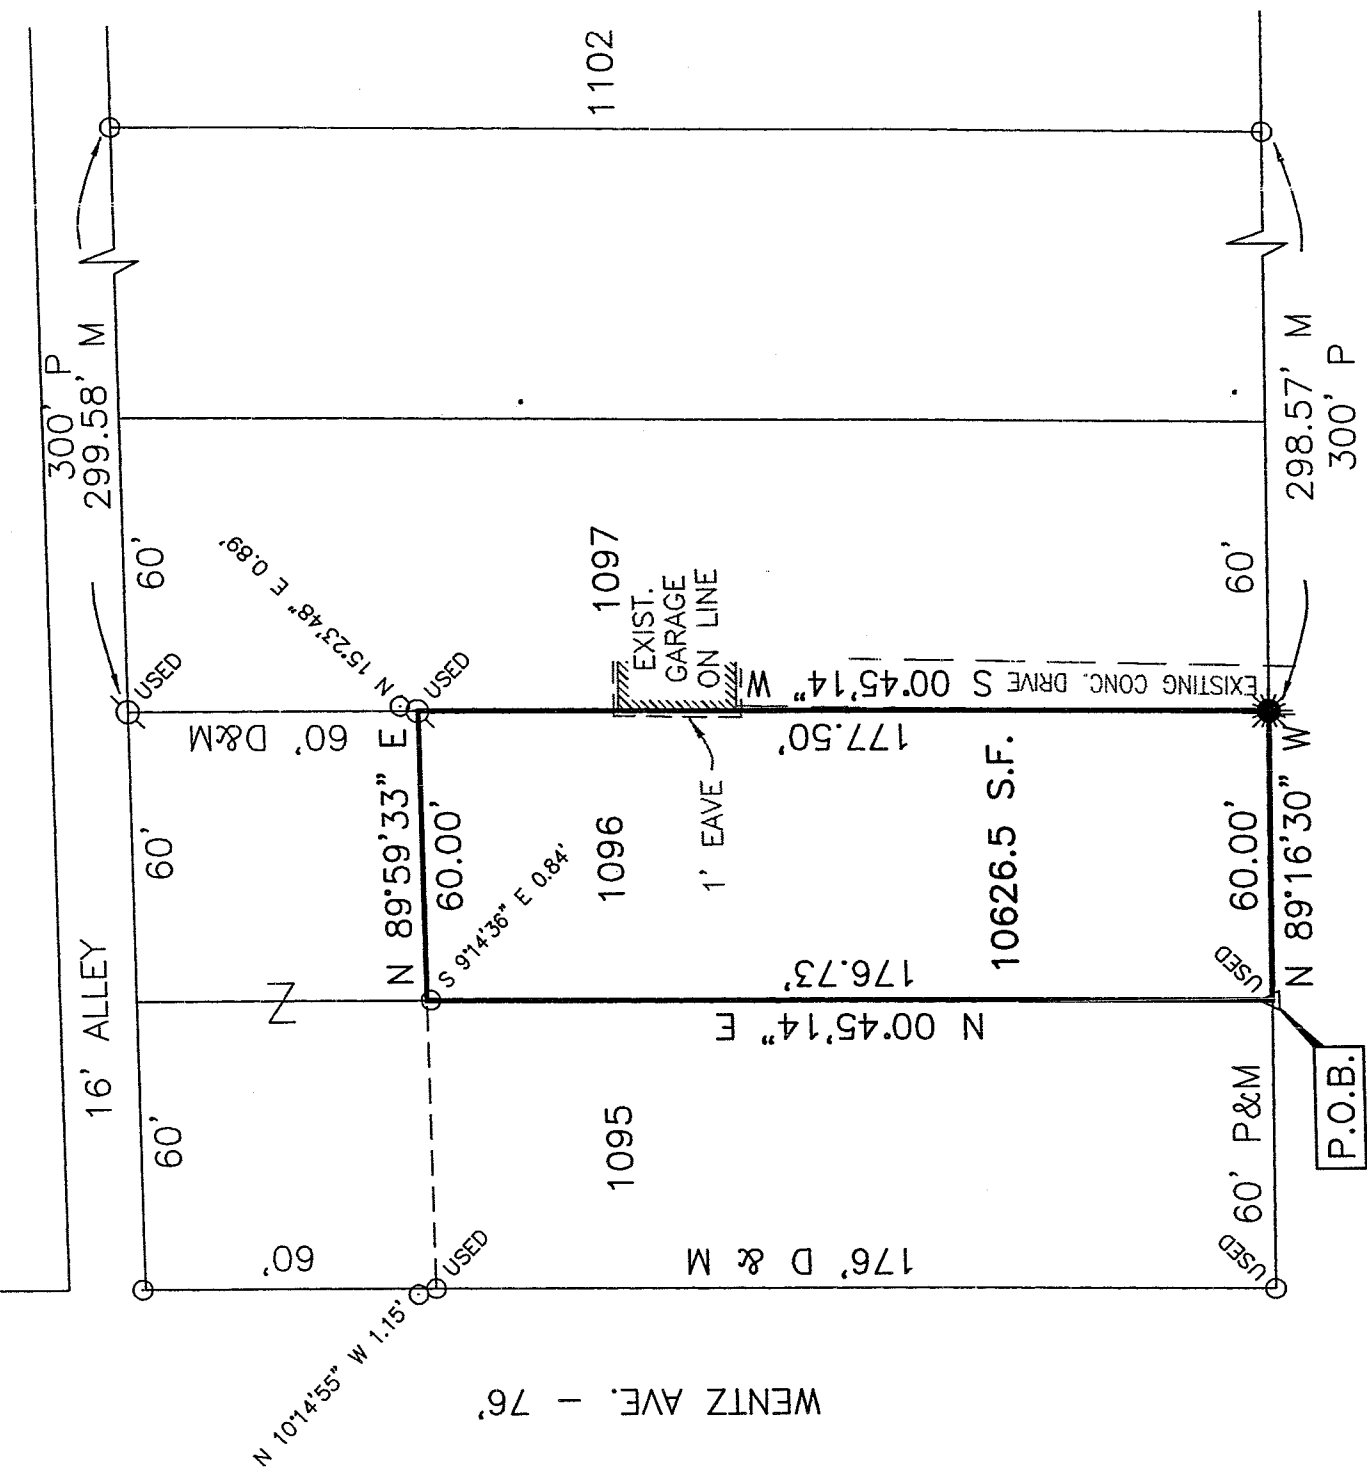 1102
300' P
299.58' M
60'
N 15°23'48" E 0.89'
USED
60' D&M
USED
1097
EXIST.
GARAGE
ON LINE
EXISTING CONC. DRIVE
S 00°45'14" W
177.50'
60'
298.57' M
300' P
16' ALLEY
60'
N 89°59'33" E
60.00'
S 9°14'36" E 0.84'
1096
1' EAVE
10626.5 S.F.
60.00'
N 89°16'30" W
USED
176.73'
N 00°45'14" E
Z
60'
1095
60' P&M
P.O.B.
60'
USED
176' D & M
USED
N 10°14'55" W 1.15'
WENTZ AVE. - 76'